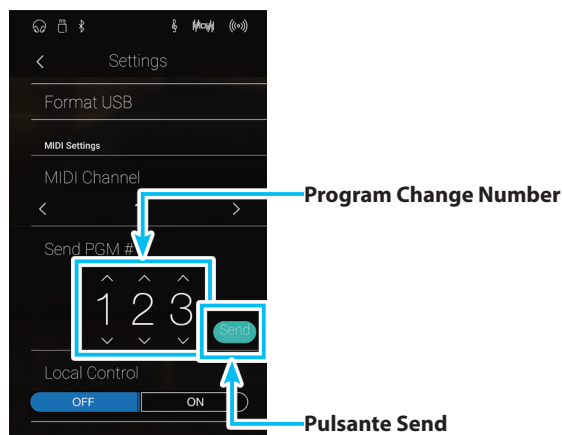 Settings
Format USB
MIDI Settings
MIDI Channel
Program Change Number
Send PGM #
1 2 3
Send
Local Control
OFF ON
Pulsante Send